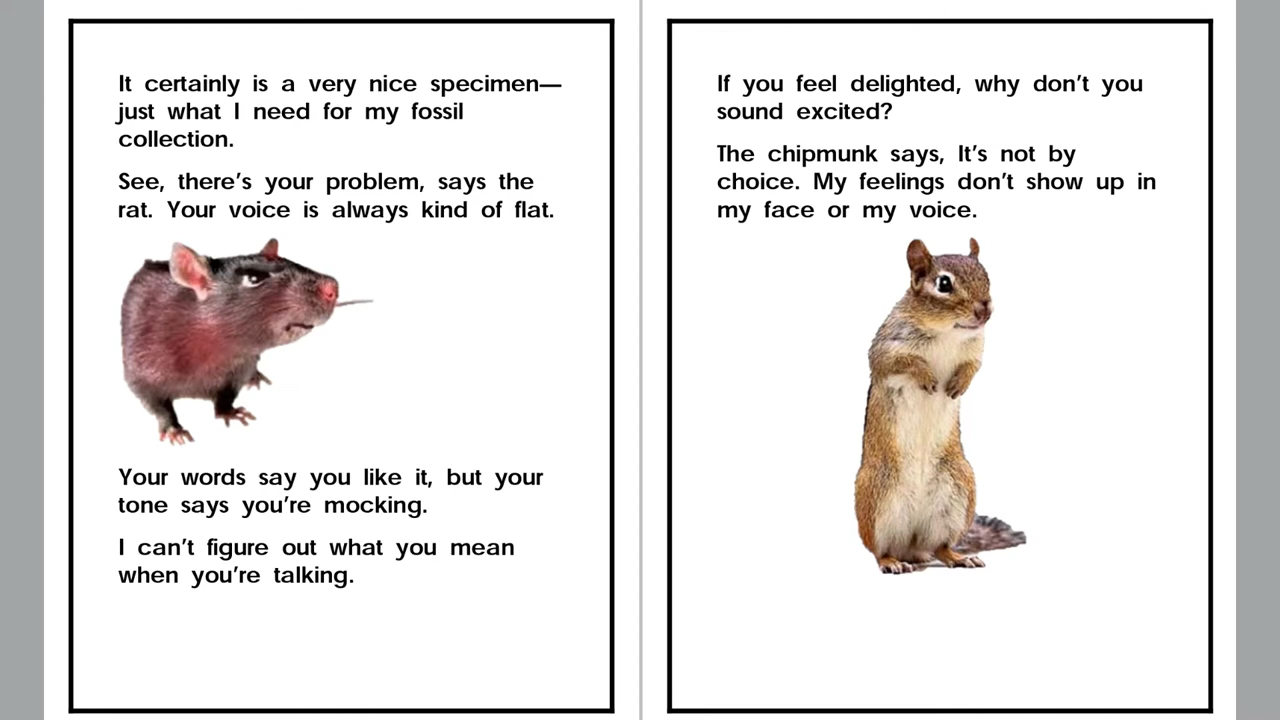 It certainly is a very nice specimen—
just what I need for my fossil
collection.
See, there's your problem, says the
rat. Your voice is always kind of flat.
Your words say you like it, but your
tone says you're mocking.
I can't figure out what you mean
when you're talking.
If you feel delighted, why don't you
sound excited?
The chipmunk says, It's not by
choice. My feelings don't show up in
my face or my voice.